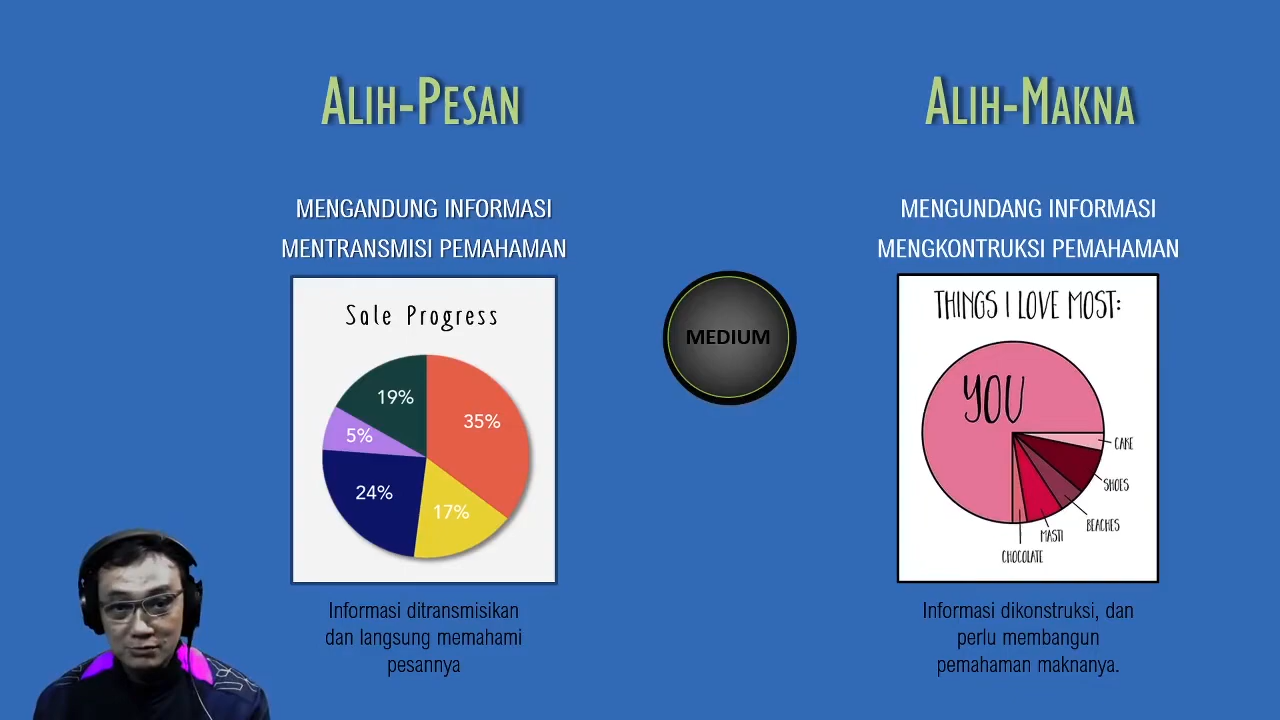 ALIH-PESAN
MENGANDUNG INFORMASI
MENTRANSMISI PEMAHAMAN
Sale Progress
19%
35%
5%
24%
17%
Informasi ditransmisikan
dan langsung memahami
pesannya
MEDIUM
ALIH-MAKNA
MENGUNDANG INFORMASI
MENGKONTRUKSI PEMAHAMAN
THINGS I LOVE MOST:
YOU
CAKE
SHOES
BEACHES
MASTI
CHOCOLATE
Informasi dikonstruksi, dan
perlu membangun
pemahaman maknanya.